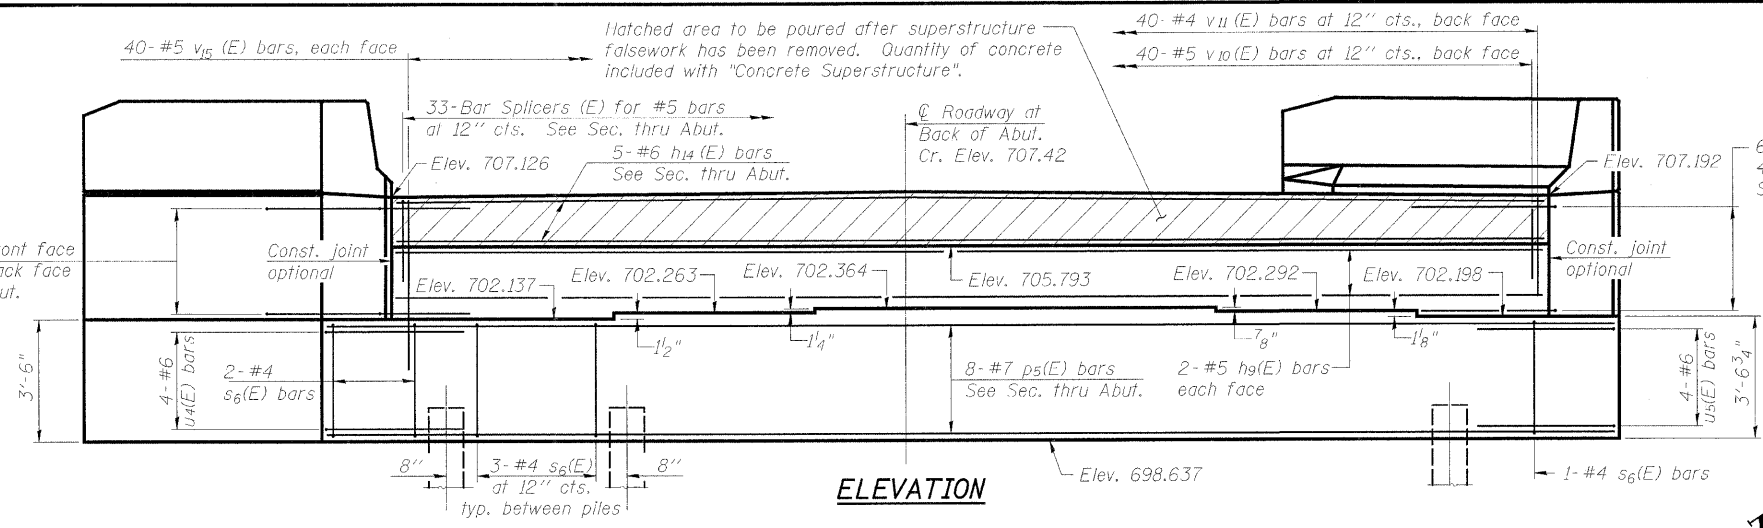 40- #5 v15 (E) bars, each face
Hatched area to be poured after superstructure
falsework has been removed.  Quantity of concrete
included with "Concrete Superstructure".
40- #4 v11 (E) bars at 12" cts., back face
40- #5 v10(E) bars at 12" cts., back face
33-Bar Splicers (E) for #5 bars
at 12" cts.  See Sec. thru Abut.
℄ Roadway at
Back of Abut.
Cr. Elev. 707.42
Elev. 707.126
5- #6 h14 (E) bars
See Sec. thru Abut.
Elev. 707.192
ont face
ack face
ut.
Const. joint
optional
Elev. 702.137
Elev. 702.263
Elev. 702.364
Elev. 705.793
Elev. 702.292
Elev. 702.198
Const. joint
optional
1½"
1¼"
⅞"
1⅛"
3'-6"
4- #6
u4(E) bars
2- #4
s6(E) bars
8- #7 p5(E) bars
See Sec. thru Abut.
2- #5 h9(E) bars
each face
4- #6
u5(E) bars
3'-6¾"
8"
3- #4 s6(E)
at 12" cts.
typ. between piles
8"
Elev. 698.637
1- #4 s6(E) bars
ELEVATION